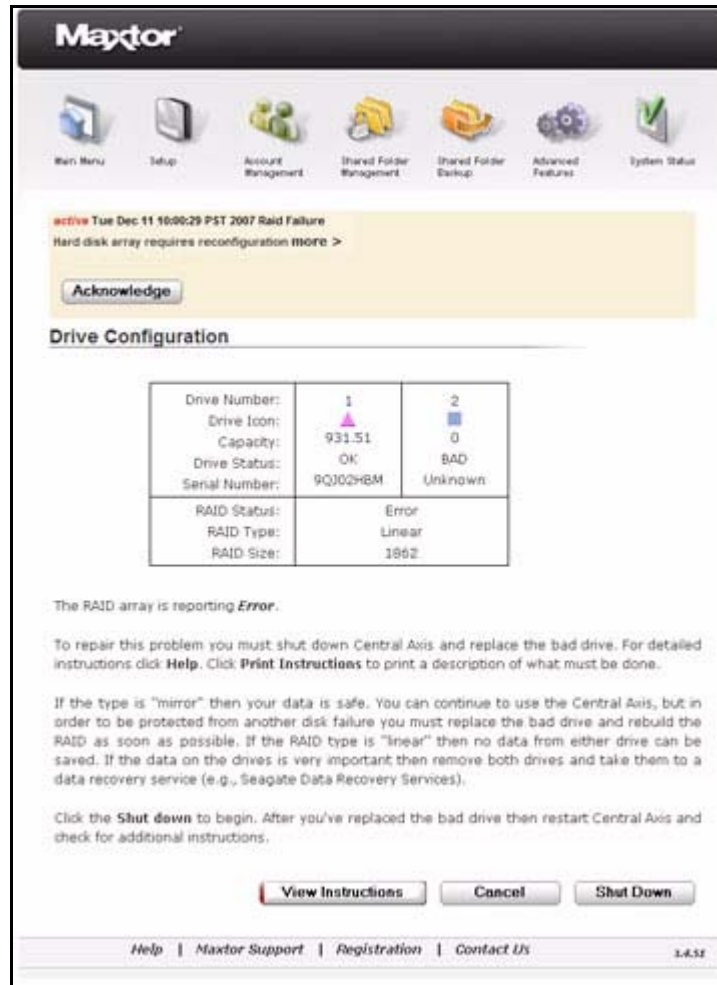 Maxtor
Main Menu
Setup
Account Management
Shared Folder Management
Shared Folder Backup
Advanced Features
System Status
active Tue Dec 11 10:00:29 PST 2007 Raid Failure
Hard disk array requires reconfiguration more >
Acknowledge
Drive Configuration
Drive Number: 1 2
Drive Icon:
Capacity: 931.51 0
Drive Status: OK BAD
Serial Number: 9QJ02HBM Unknown
RAID Status: Error
RAID Type: Linear
RAID Size: 1862
The RAID array is reporting Error.
To repair this problem you must shut down Central Axis and replace the bad drive. For detailed
instructions click Help. Click Print Instructions to print a description of what must be
done.
If the type is "mirror" then your data is safe. You can continue to use the Central Axis, but in
order to be protected from another disk failure you must replace the bad drive and rebuild the
RAID as soon as possible. If the RAID type is "linear" then no data from either drive can be
saved. If the data on the drives is very important then remove both drives and take them to a
data recovery service (e.g., Seagate Data Recovery Services).
Click the Shut down to begin. After you've replaced the bad drive then restart Central Axis and
check for additional instructions.
View Instructions
Cancel
Shut Down
Help | Maxtor Support | Registration | Contact Us